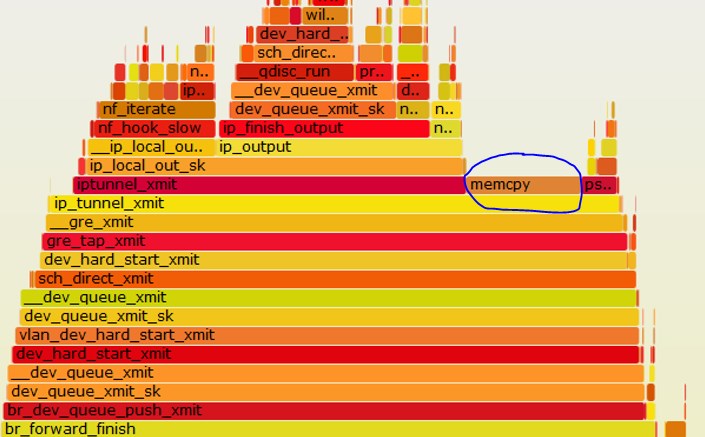 wil..
dev_hard_..
sch_direc..
n.. __qdisc_run pr.. _..
ip.. __dev_queue_xmit d..
nf_iterate dev_queue_xmit_sk n.. n..
nf_hook_slow ip_finish_output n..
__ip_local_ou.. ip_output
ip_local_out_sk
iptunnel_xmit memcpy ps..
ip_tunnel_xmit
__gre_xmit
gre_tap_xmit
dev_hard_start_xmit
sch_direct_xmit
__dev_queue_xmit
dev_queue_xmit_sk
vlan_dev_hard_start_xmit
dev_hard_start_xmit
__dev_queue_xmit
dev_queue_xmit_sk
br_dev_queue_push_xmit
br_forward_finish